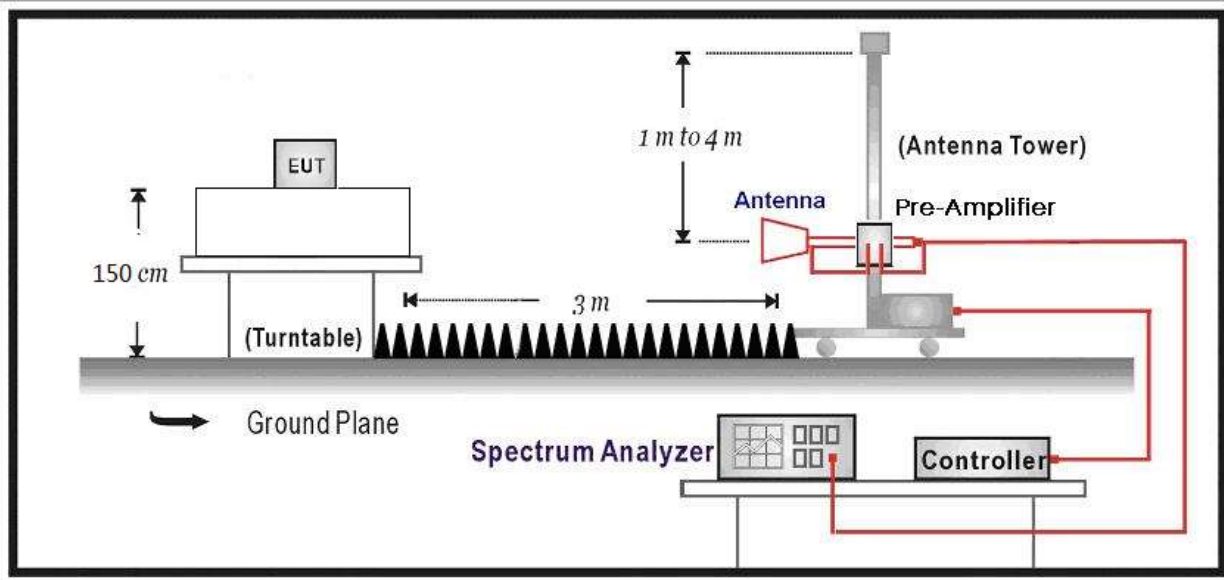 1 m to 4 m
(Antenna Tower)
EUT
Antenna
Pre-Amplifier
150 cm
3 m
(Turntable)
Ground Plane
Spectrum Analyzer
Controller